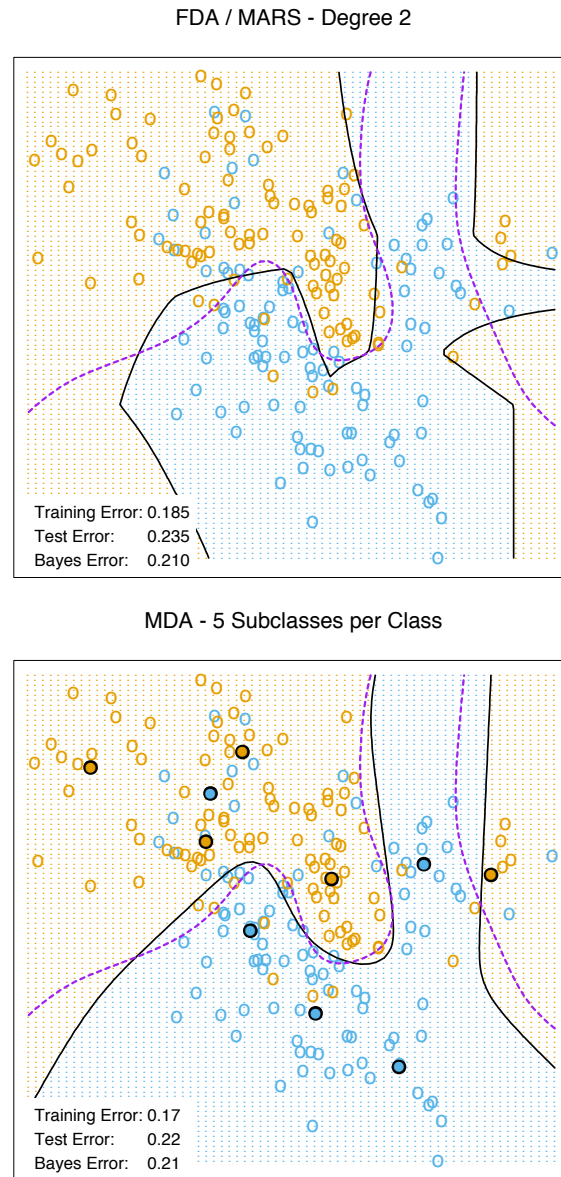 FDA / MARS - Degree 2
Training Error: 0.185
Test Error: 0.235
Bayes Error: 0.210
MDA - 5 Subclasses per Class
Training Error: 0.17
Test Error: 0.22
Bayes Error: 0.21